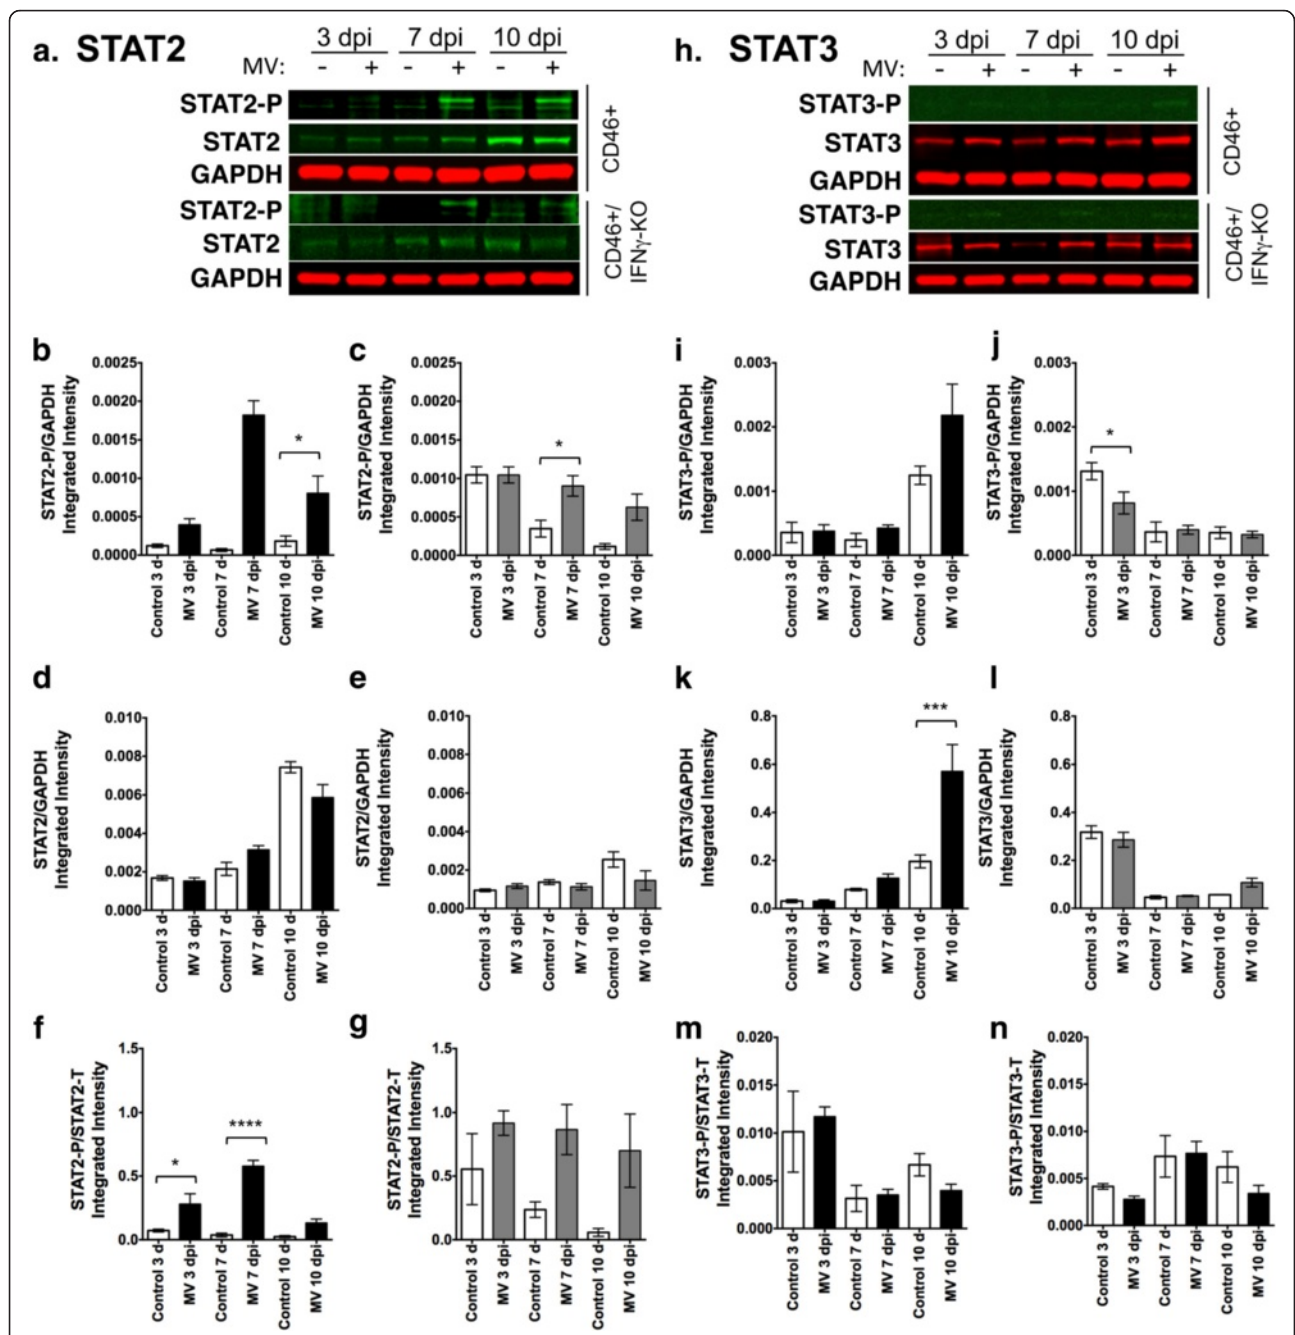 a. STAT2
3 dpi 7 dpi 10 dpi
MV: - + - + - +
STAT2-P
STAT2
GAPDH
CD46+
STAT2-P
STAT2
GAPDH
CD46+/
IFNγ-KO
h. STAT3
3 dpi 7 dpi 10 dpi
MV: - + - + - +
STAT3-P
STAT3
GAPDH
CD46+
STAT3-P
STAT3
GAPDH
CD46+/
IFNγ-KO
b
STAT2-P/GAPDH
Integrated Intensity
0.0025
0.0020
0.0015
0.0010
0.0005
0.0000
*
Control 3 d
MV 3 dpi
Control 7 d
MV 7 dpi
Control 10 d
MV 10 dpi
c
STAT2-P/GAPDH
Integrated Intensity
0.0025
0.0020
0.0015
0.0010
0.0005
0.0000
*
Control 3 d
MV 3 dpi
Control 7 d
MV 7 dpi
Control 10 d
MV 10 dpi
i
STAT3-P/GAPDH
Integrated Intensity
0.003
0.002
0.001
0.000
Control 3 d
MV 3 dpi
Control 7 d
MV 7 dpi
Control 10 d
MV 10 dpi
j
STAT3-P/GAPDH
Integrated Intensity
0.003
0.002
0.001
0.000
*
Control 3 d
MV 3 dpi
Control 7 d
MV 7 dpi
Control 10 d
MV 10 dpi
d
STAT2/GAPDH
Integrated Intensity
0.010
0.008
0.006
0.004
0.002
0.000
Control 3 d
MV 3 dpi
Control 7 d
MV 7 dpi
Control 10 d
MV 10 dpi
e
STAT2/GAPDH
Integrated Intensity
0.010
0.008
0.006
0.004
0.002
0.000
Control 3 d
MV 3 dpi
Control 7 d
MV 7 dpi
Control 10 d
MV 10 dpi
k
STAT3/GAPDH
Integrated Intensity
0.8
0.6
0.4
0.2
0.0
***
Control 3 d
MV 3 dpi
Control 7 d
MV 7 dpi
Control 10 d
MV 10 dpi
l
STAT3/GAPDH
Integrated Intensity
0.8
0.6
0.4
0.2
0.0
Control 3 d
MV 3 dpi
Control 7 d
MV 7 dpi
Control 10 d
MV 10 dpi
f
STAT2-P/STAT2-T
Integrated Intensity
1.5
1.0
0.5
0.0
*
****
Control 3 d
MV 3 dpi
Control 7 d
MV 7 dpi
Control 10 d
MV 10 dpi
g
STAT2-P/STAT2-T
Integrated Intensity
1.5
1.0
0.5
0.0
Control 3 d
MV 3 dpi
Control 7 d
MV 7 dpi
Control 10 d
MV 10 dpi
m
STAT3-P/STAT3-T
Integrated Intensity
0.020
0.015
0.010
0.005
0.000
Control 3 d
MV 3 dpi
Control 7 d
MV 7 dpi
Control 10 d
MV 10 dpi
n
STAT3-P/STAT3-T
Integrated Intensity
0.020
0.015
0.010
0.005
0.000
Control 3 d
MV 3 dpi
Control 7 d
MV 7 dpi
Control 10 d
MV 10 dpi